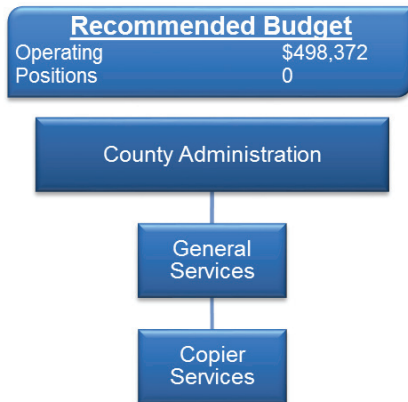 Recommended Budget
Operating $498,372
Positions 0
County Administration
General
Services
Copier
Services